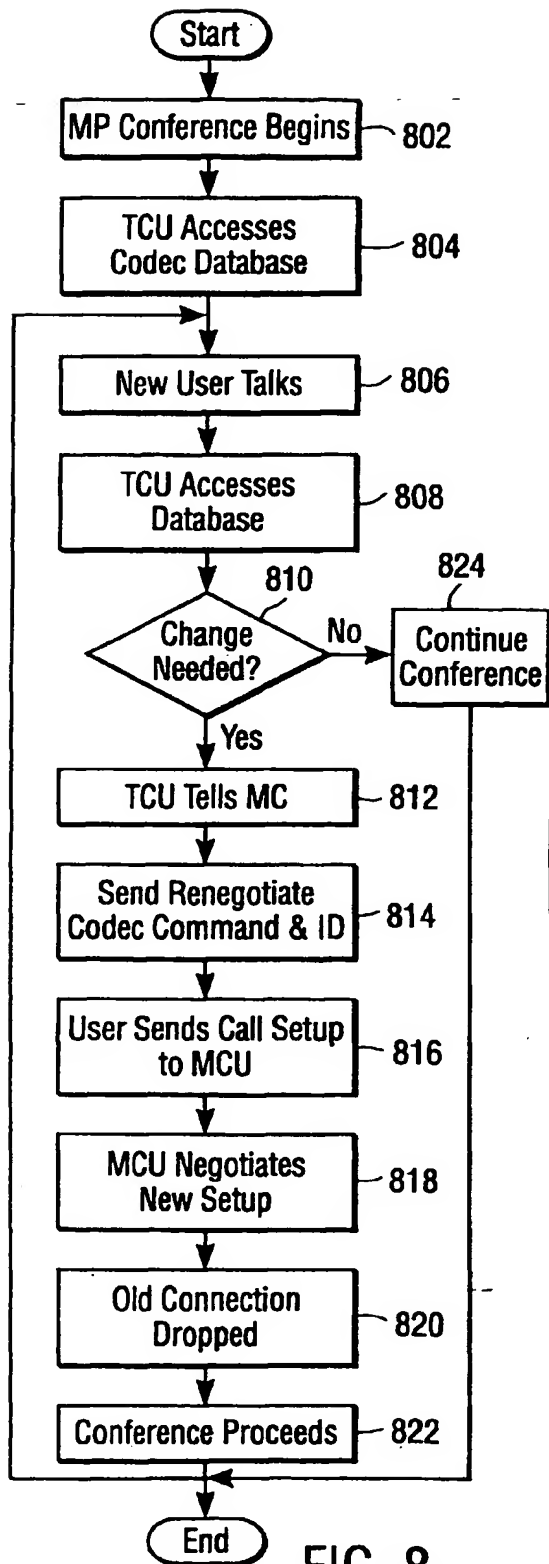 Start
MP Conference Begins
802
TCU Accesses
Codec Database
804
New User Talks
806
TCU Accesses
Database
808
810
Change
Needed?
No
824
Continue
Conference
Yes
TCU Tells MC
812
Send Renegotiate
Codec Command & ID
814
User Sends Call Setup
to MCU
816
MCU Negotiates
New Setup
818
Old Connection
Dropped
820
Conference Proceeds
822
End
FIG. 8